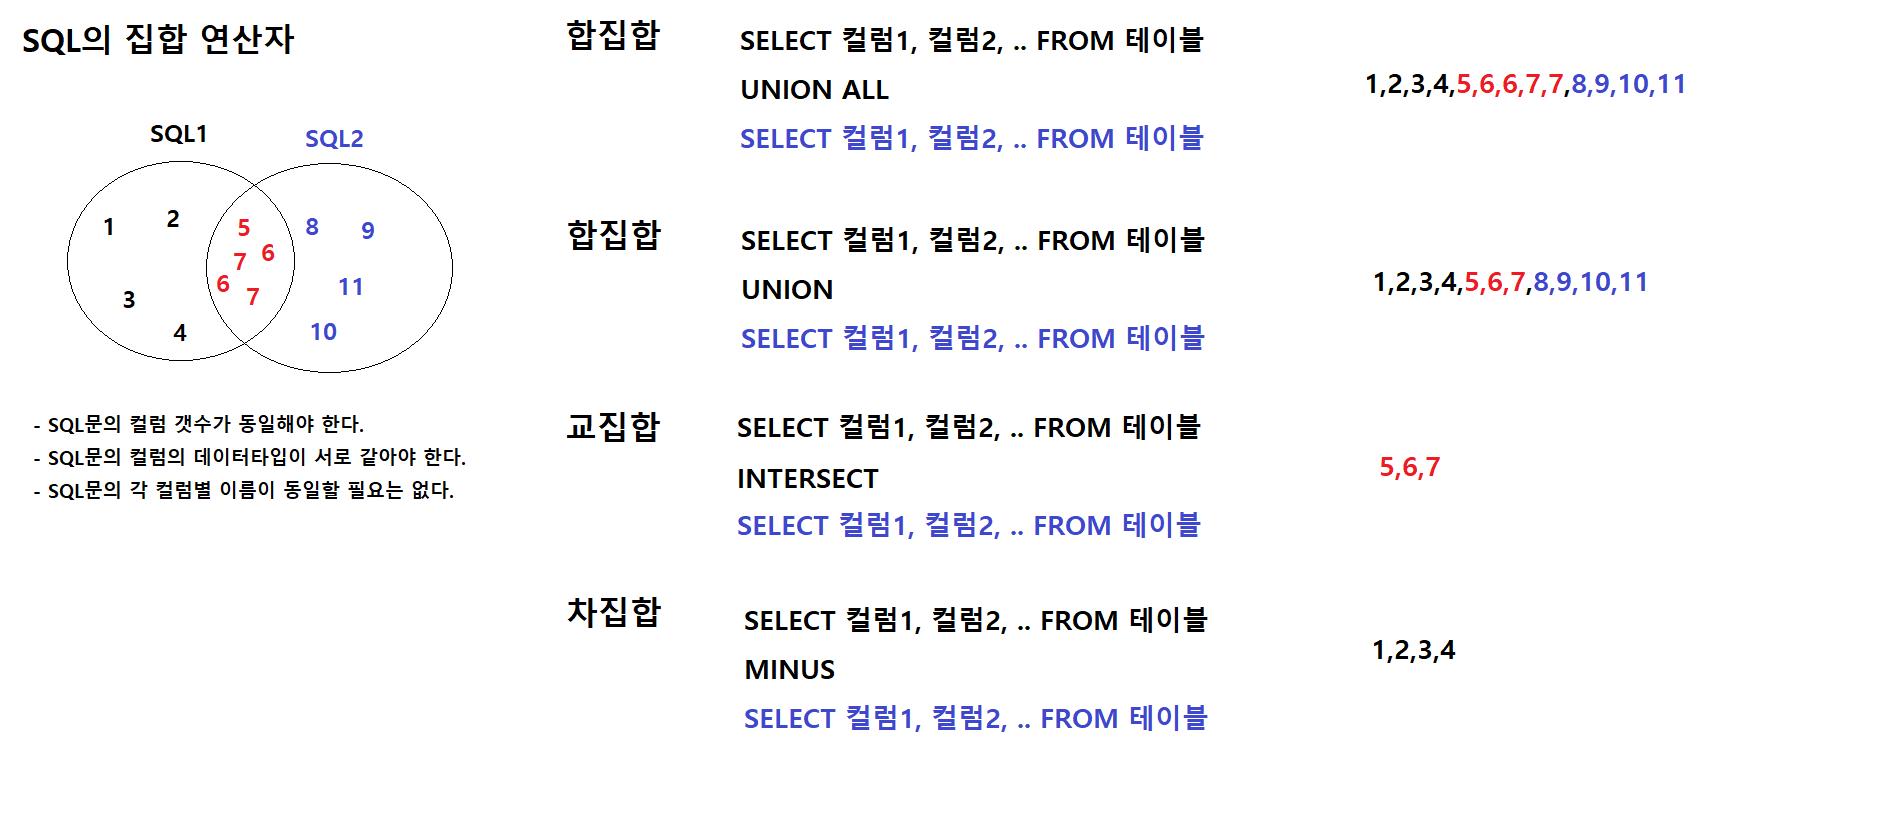 SQL의 집합 연산자
SQL1
SQL2
1
2
3
4
5
7
6
6
7
8
9
11
10
- SQL문의 컬럼 갯수가 동일해야 한다.
- SQL문의 컬럼의 데이터타입이 서로 같아야 한다.
- SQL문의 각 컬럼별 이름이 동일할 필요는 없다.
합집합
SELECT 컬럼1, 컬럼2, .. FROM 테이블
UNION ALL
SELECT 컬럼1, 컬럼2, .. FROM 테이블
1,2,3,4,5,6,6,7,7,8,9,10,11
합집합
SELECT 컬럼1, 컬럼2, .. FROM 테이블
UNION
SELECT 컬럼1, 컬럼2, .. FROM 테이블
1,2,3,4,5,6,7,8,9,10,11
교집합
SELECT 컬럼1, 컬럼2, .. FROM 테이블
INTERSECT
SELECT 컬럼1, 컬럼2, .. FROM 테이블
5,6,7
차집합
SELECT 컬럼1, 컬럼2, .. FROM 테이블
MINUS
SELECT 컬럼1, 컬럼2, .. FROM 테이블
1,2,3,4